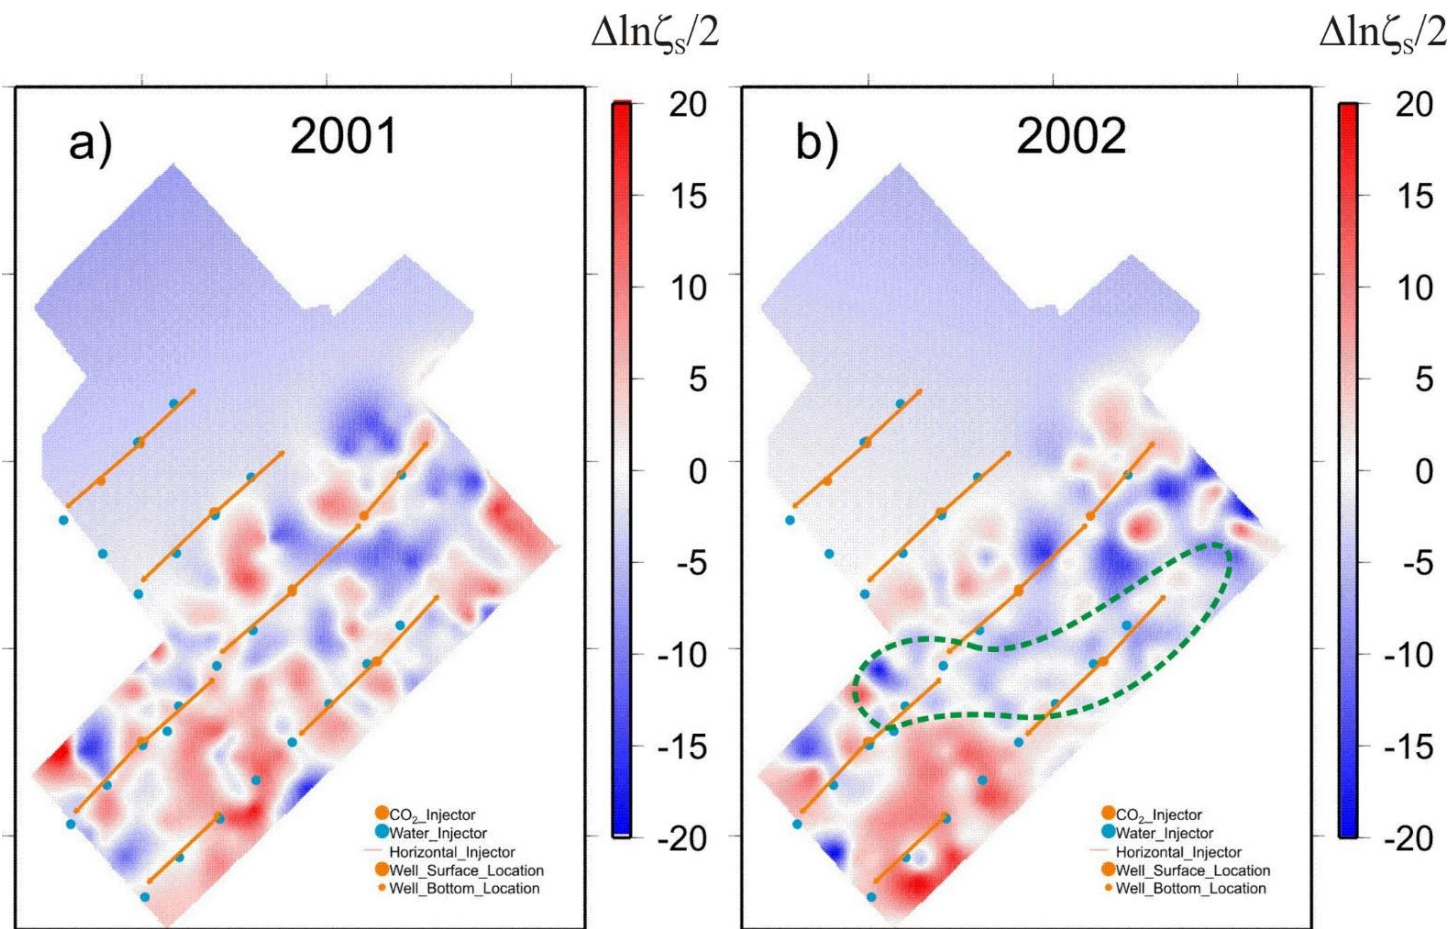 Δlnζₛ/2
a)
2001
20
15
10
5
0
-5
-10
-15
-20
CO₂_Injector
Water_Injector
Horizontal_Injector
Well_Surface_Location
Well_Bottom_Location
Δlnζₛ/2
b)
2002
20
15
10
5
0
-5
-10
-15
-20
CO₂_Injector
Water_Injector
Horizontal_Injector
Well_Surface_Location
Well_Bottom_Location